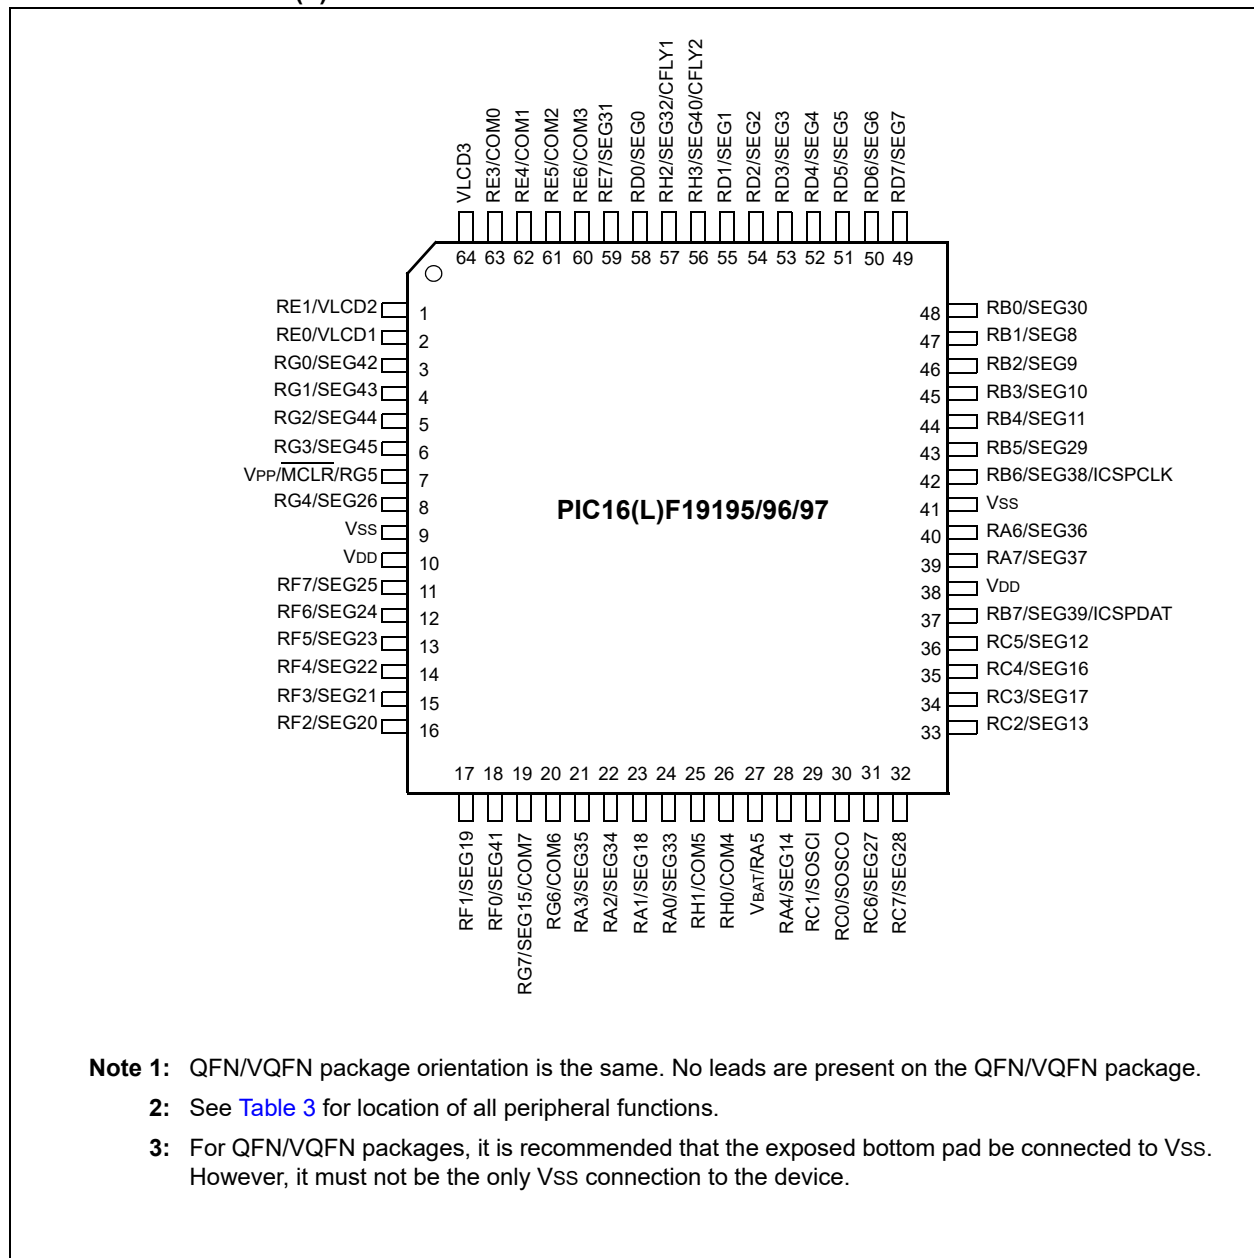 (L)
VLCD3
RE3/COM0
RE4/COM1
RE5/COM2
RE6/COM3
RE7/SEG31
RD0/SEG0
RH2/SEG32/CFLY1
RH3/SEG40/CFLY2
RD1/SEG1
RD2/SEG2
RD3/SEG3
RD4/SEG4
RD5/SEG5
RD6/SEG6
RD7/SEG7
64 63 62 61 60 59 58 57 56 55 54 53 52 51 50 49
RE1/VLCD2 1
RE0/VLCD1 2
RG0/SEG42 3
RG1/SEG43 4
RG2/SEG44 5
RG3/SEG45 6
VPP/MCLR/RG5 7
RG4/SEG26 8
VSS 9
VDD 10
RF7/SEG25 11
RF6/SEG24 12
RF5/SEG23 13
RF4/SEG22 14
RF3/SEG21 15
RF2/SEG20 16
PIC16(L)F19195/96/97
48 RB0/SEG30
47 RB1/SEG8
46 RB2/SEG9
45 RB3/SEG10
44 RB4/SEG11
43 RB5/SEG29
42 RB6/SEG38/ICSPCLK
41 VSS
40 RA6/SEG36
39 RA7/SEG37
38 VDD
37 RB7/SEG39/ICSPDAT
36 RC5/SEG12
35 RC4/SEG16
34 RC3/SEG17
33 RC2/SEG13
17 18 19 20 21 22 23 24 25 26 27 28 29 30 31 32
RF1/SEG19
RF0/SEG41
RG7/SEG15/COM7
RG6/COM6
RA3/SEG35
RA2/SEG34
RA1/SEG18
RA0/SEG33
RH1/COM5
RH0/COM4
VBAT/RA5
RA4/SEG14
RC1/SOSCI
RC0/SOSCO
RC6/SEG27
RC7/SEG28
Note 1: QFN/VQFN package orientation is the same. No leads are present on the QFN/VQFN package.
2: See Table 3 for location of all peripheral functions.
3: For QFN/VQFN packages, it is recommended that the exposed bottom pad be connected to VSS.
However, it must not be the only VSS connection to the device.